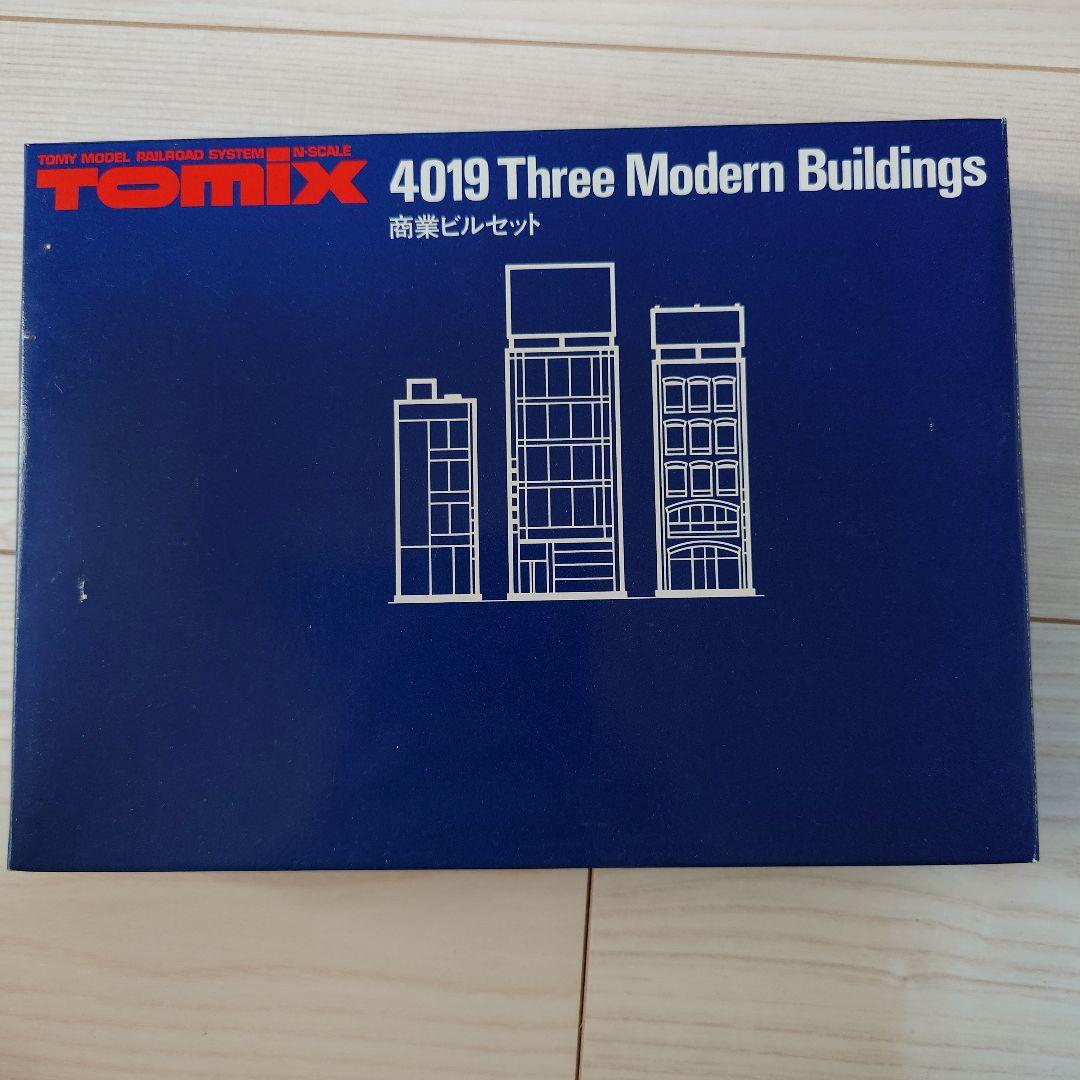 TOMY MODEL RAILROAD SYSTEM N-SCALE
TOMIX
4019 Three Modern Buildings
商業ビルセット